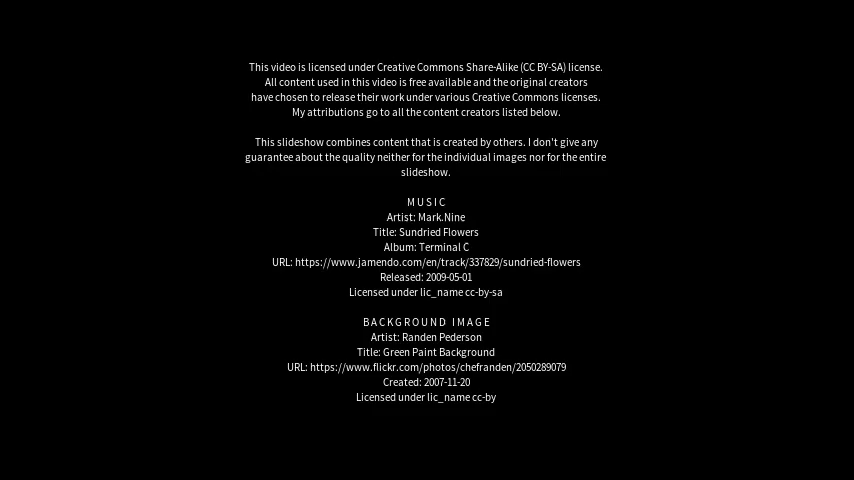 This video is licensed under Creative Commons Share-Alike (CC BY-SA) license.
All content used in this video is free available and the original creators
have chosen to release their work under various Creative Commons licenses.
My attributions go to all the content creators listed below.
This slideshow combines content that is created by others. I don't give any
guarantee about the quality neither for the individual images nor for the entire
slideshow.
MUSIC
Artist: Mark.Nine
Title: Sundried Flowers
Album: Terminal C
URL: https://www.jamendo.com/en/track/337829/sundried-flowers
Released: 2009-05-01
Licensed under lic_name cc-by-sa
BACKGROUND IMAGE
Artist: Randen Pederson
Title: Green Paint Background
URL: https://www.flickr.com/photos/chefranden/2050289079
Created: 2007-11-20
Licensed under lic_name cc-by